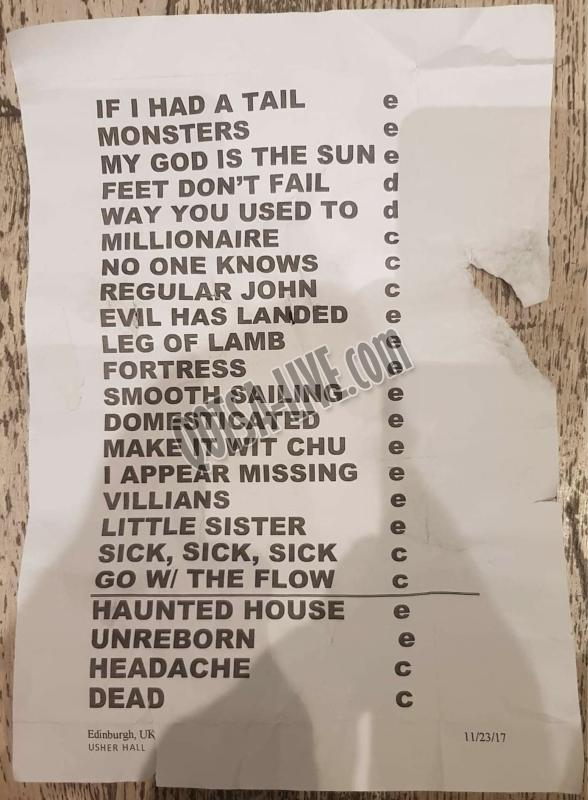 IF I HAD A TAIL e
MONSTERS e
MY GOD IS THE SUN e
FEET DON'T FAIL d
WAY YOU USED TO d
MILLIONAIRE c
NO ONE KNOWS c
REGULAR JOHN c
EVIL HAS LANDED e
LEG OF LAMB e
FORTRESS e
SMOOTH SAILING e
DOMESTICATED e
MAKE IT WIT CHU e
I APPEAR MISSING e
VILLIANS e
LITTLE SISTER e
SICK, SICK, SICK c
GO W/ THE FLOW c
HAUNTED HOUSE e
UNREBORN e
HEADACHE c
DEAD c
Edinburgh, UK 11/23/17
USHER HALL
QOTSA-LIVE.com